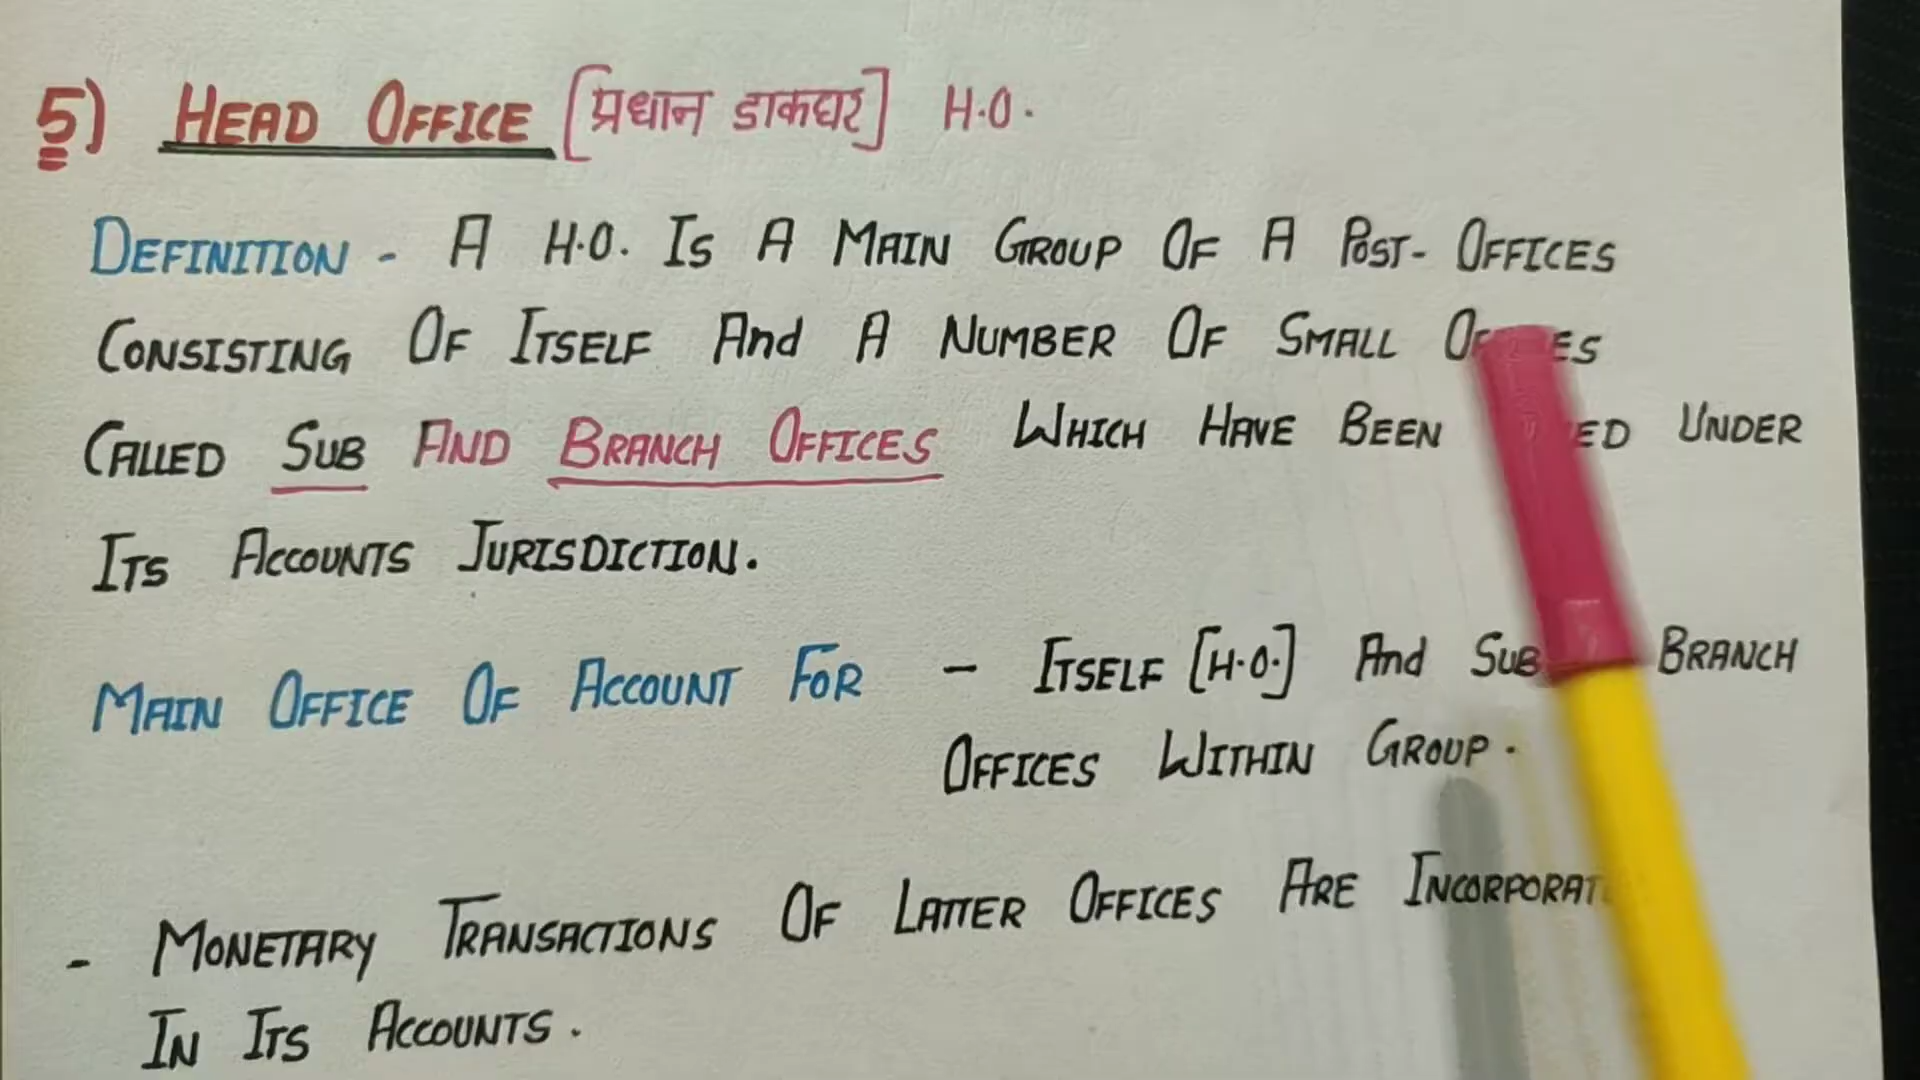 5) HEAD OFFICE [प्रधान डाकघर] H.O.
DEFINITION - A H.O. IS A MAIN GROUP OF A POST-OFFICES
CONSISTING OF ITSELF AND A NUMBER OF SMALL
CALLED SUB AND BRANCH OFFICES WHICH HAVE BEEN UNDER
ITS ACCOUNTS JURISDICTION.
MAIN OFFICE OF ACCOUNT FOR - ITSELF [H.O.] AND SUB BRANCH
OFFICES WITHIN GROUP.
- MONETARY TRANSACTIONS OF LATTER OFFICES ARE
IN ITS ACCOUNTS.